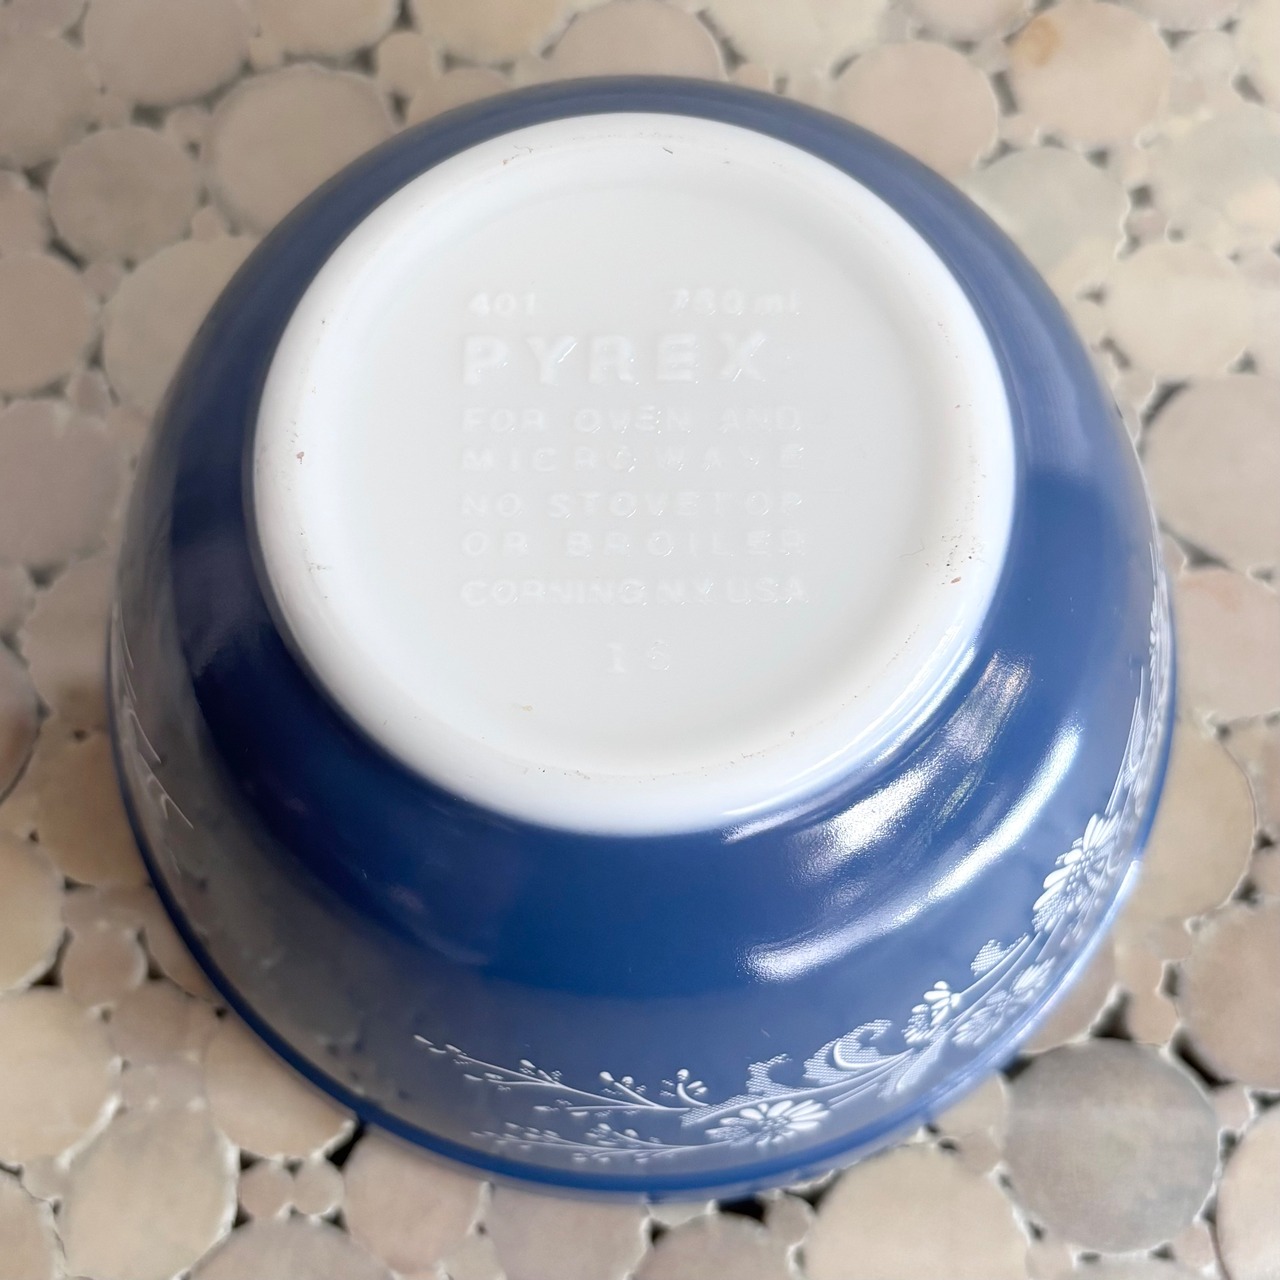 401 750 ml
PYREX
FOR OVEN AND
MICROWAVE
NO STOVETOP
OR BROILER
CORNING N.Y. USA
16